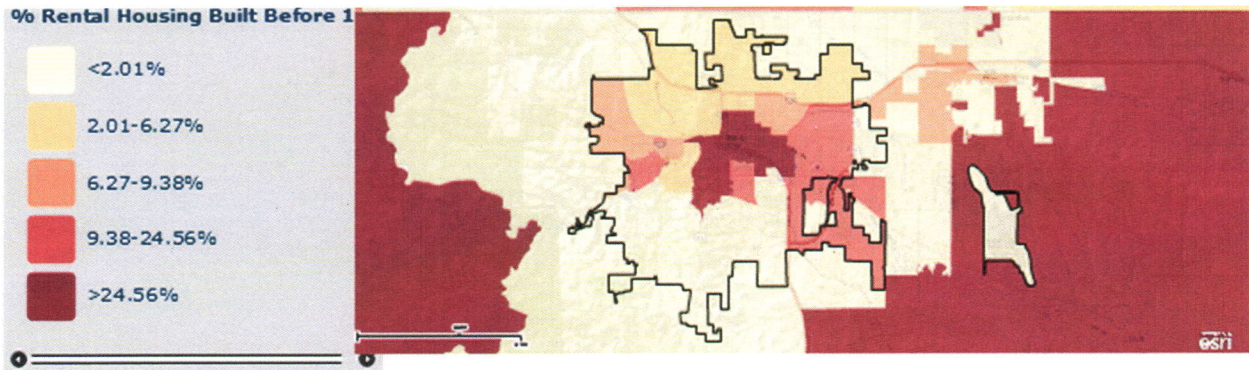 % Rental Housing Built Before 1
<2.01%
2.01-6.27%
6.27-9.38%
9.38-24.56%
>24.56%
esri